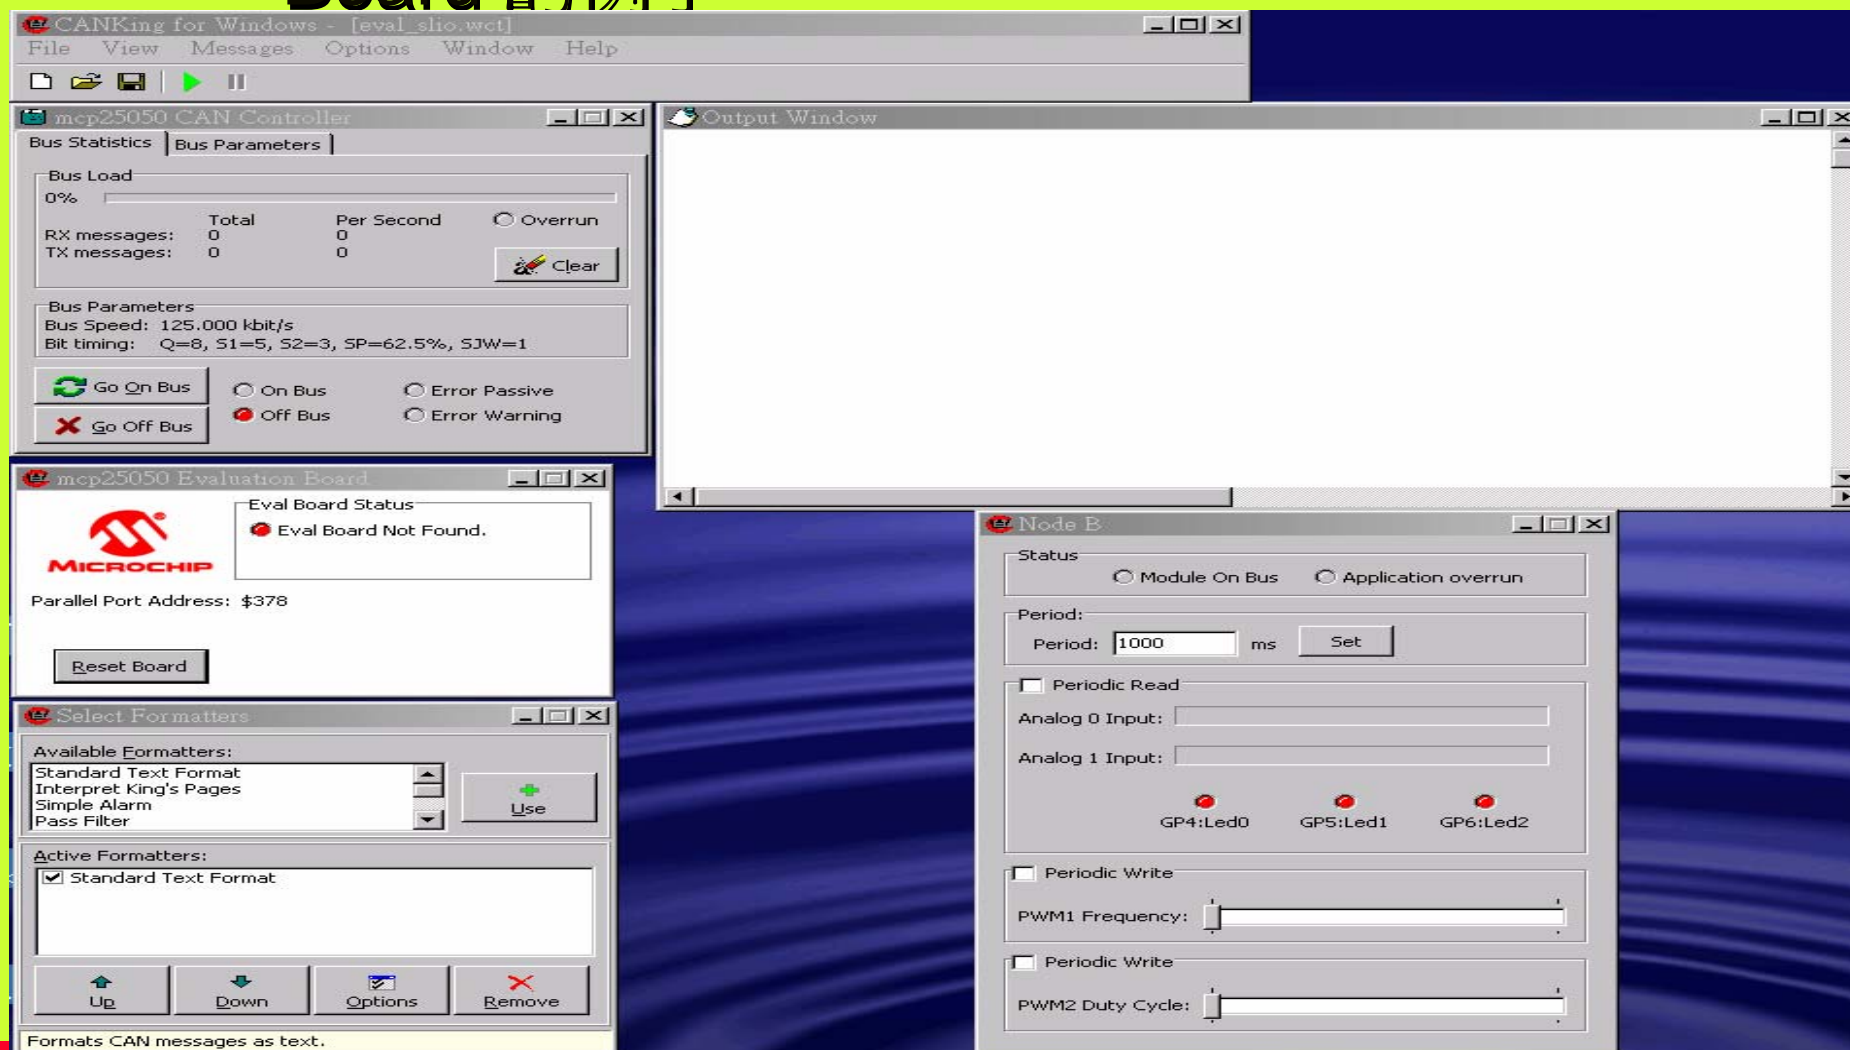 Board
CANKing for Windows - [eval_slio.wct]
File View Messages Options Window Help
mcp25050 CAN Controller
Bus Statistics Bus Parameters
Bus Load
0%
Total Per Second Overrun
RX messages: 0 0
TX messages: 0 0
Clear
Bus Parameters
Bus Speed: 125.000 kbit/s
Bit timing: Q=8, S1=5, S2=3, SP=62.5%, SJW=1
Go On Bus On Bus Error Passive
Go Off Bus Off Bus Error Warning
Output Window
mcp25050 Evaluation Board
Eval Board Status
Eval Board Not Found.
MICROCHIP
Parallel Port Address: $378
Reset Board
Select Formatters
Available Formatters:
Standard Text Format
Interpret King's Pages
Simple Alarm
Pass Filter
Use
Active Formatters:
Standard Text Format
Up Down Options Remove
Formats CAN messages as text.
Node B
Status
Module On Bus Application overrun
Period:
Period: 1000 ms Set
Periodic Read
Analog 0 Input:
Analog 1 Input:
GP4:Led0 GP5:Led1 GP6:Led2
Periodic Write
PWM1 Frequency:
Periodic Write
PWM2 Duty Cycle: